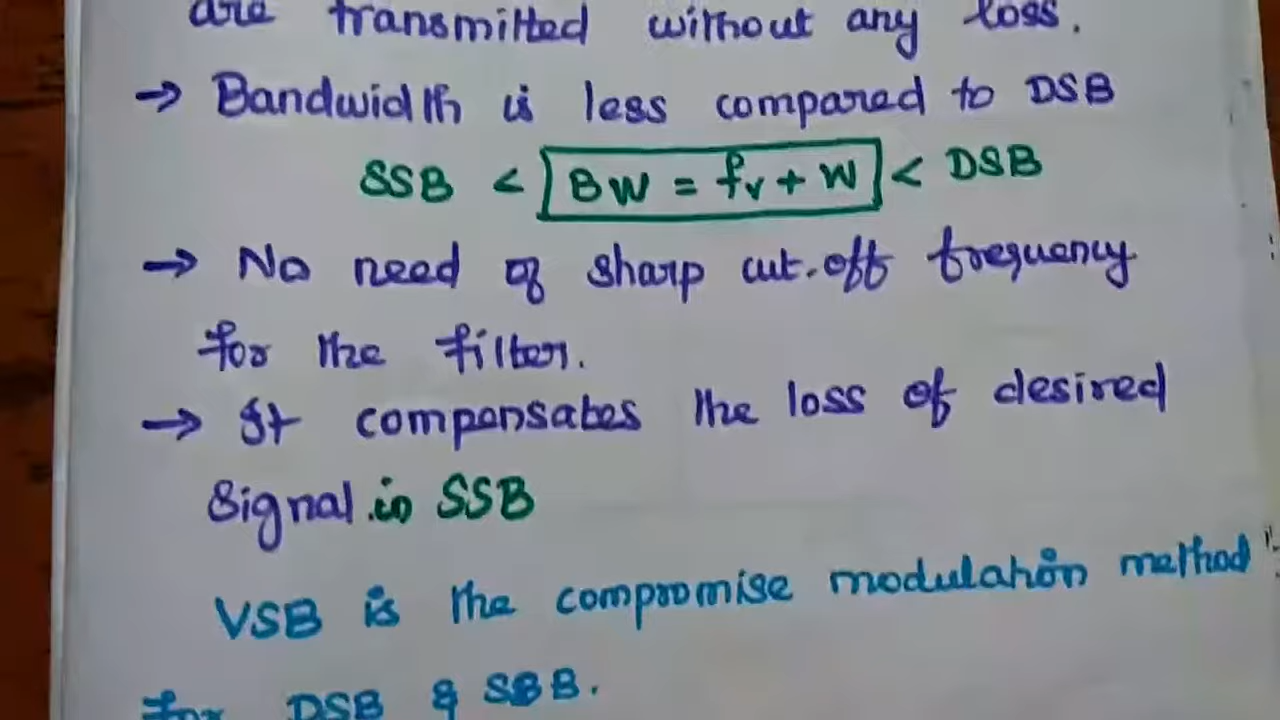 are transmitted without any loss.
→ Bandwidth is less compared to DSB
SSB < BW = fv + W < DSB
→ No need of sharp cut-off frequency
for the filter.
→ It compensates the loss of desired
Signal in SSB
VSB is the compromise modulation method
for DSB & SBB.